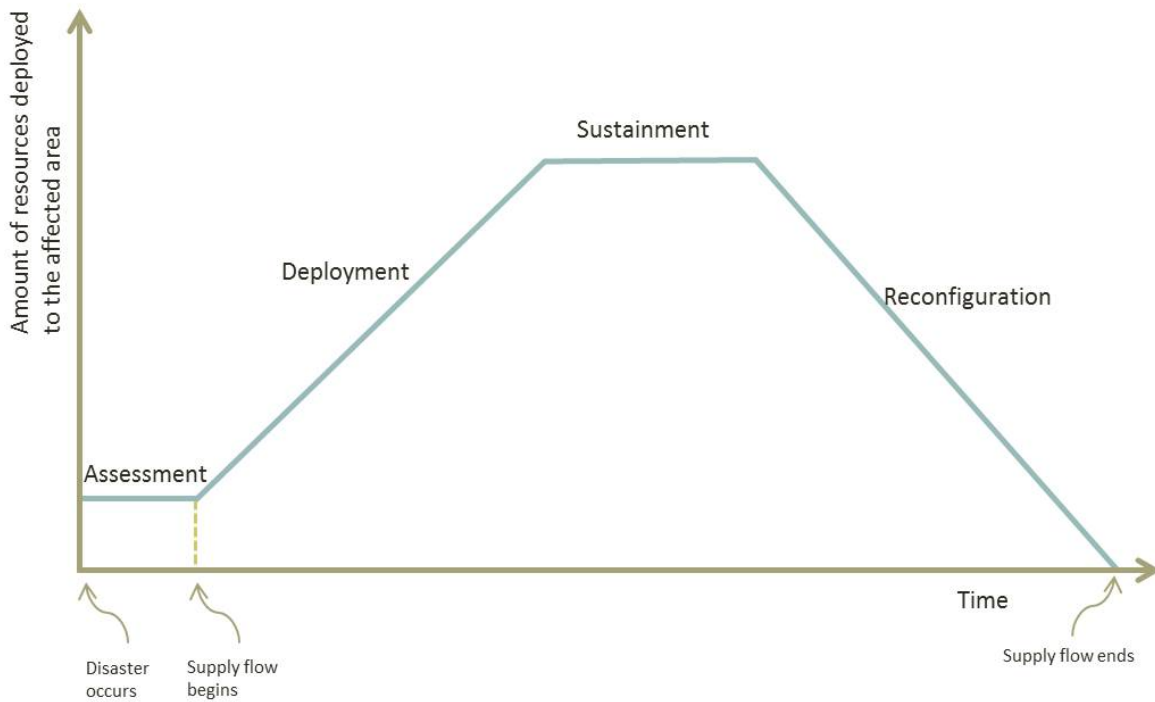 Amount of resources deployed
to the affected area
Sustainment
Deployment
Reconfiguration
Assessment
Time
Disaster
occurs
Supply flow
begins
Supply flow ends